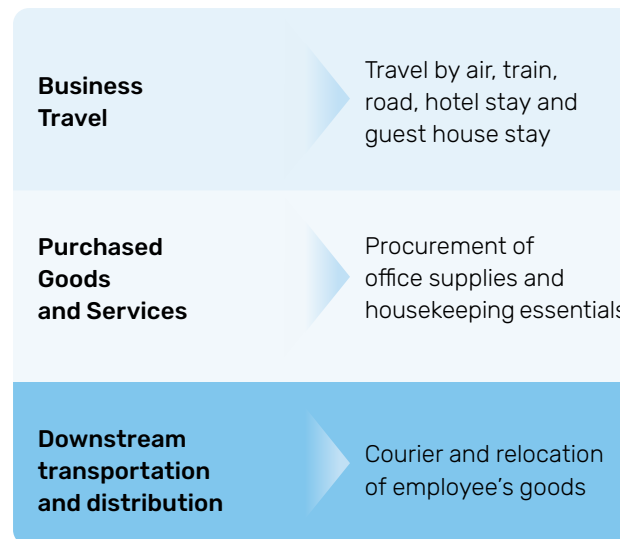 Business
Travel
Travel by air, train,
road, hotel stay and
guest house stay
Purchased
Goods
and Services
Procurement of
office supplies and
housekeeping essentials
Downstream
transportation
and distribution
Courier and relocation
of employee’s goods